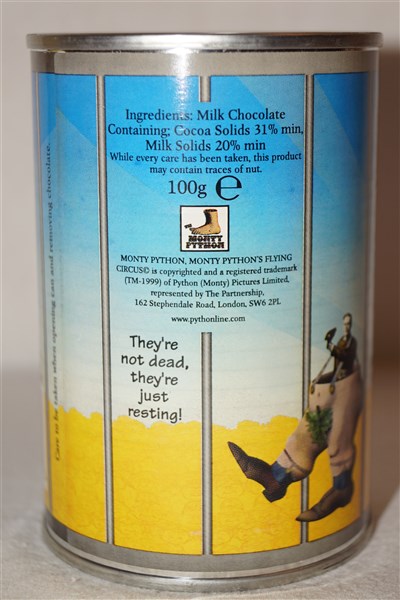 Ingredients: Milk Chocolate
Containing; Cocoa Solids 31% min,
Milk Solids 20% min
While every care has been taken, this product
may contain traces of nut.
100g ℮
MONTY
PYTHON
MONTY PYTHON, MONTY PYTHON'S FLYING
CIRCUS© is copyrighted and a registered trademark
(TM-1999) of Python (Monty) Pictures Limited,
represented by The Partnership,
162 Stephendale Road, London, SW6 2PL
www.pythonline.com
They're
not dead,
they're
just
resting!
Care to be taken when opening can and removing chocolate.